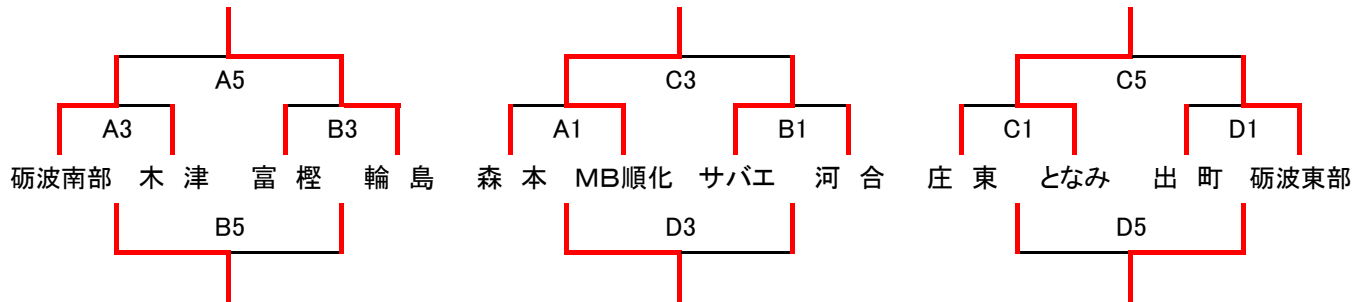 A5 C3 C5
A3 B3 A1 B1 C1 D1
砺波南部 木 津 富 樫 輪 島 森 本 MB順化 サバエ 河 合 庄 東 となみ 出 町 砺波東部
B5 D3 D5